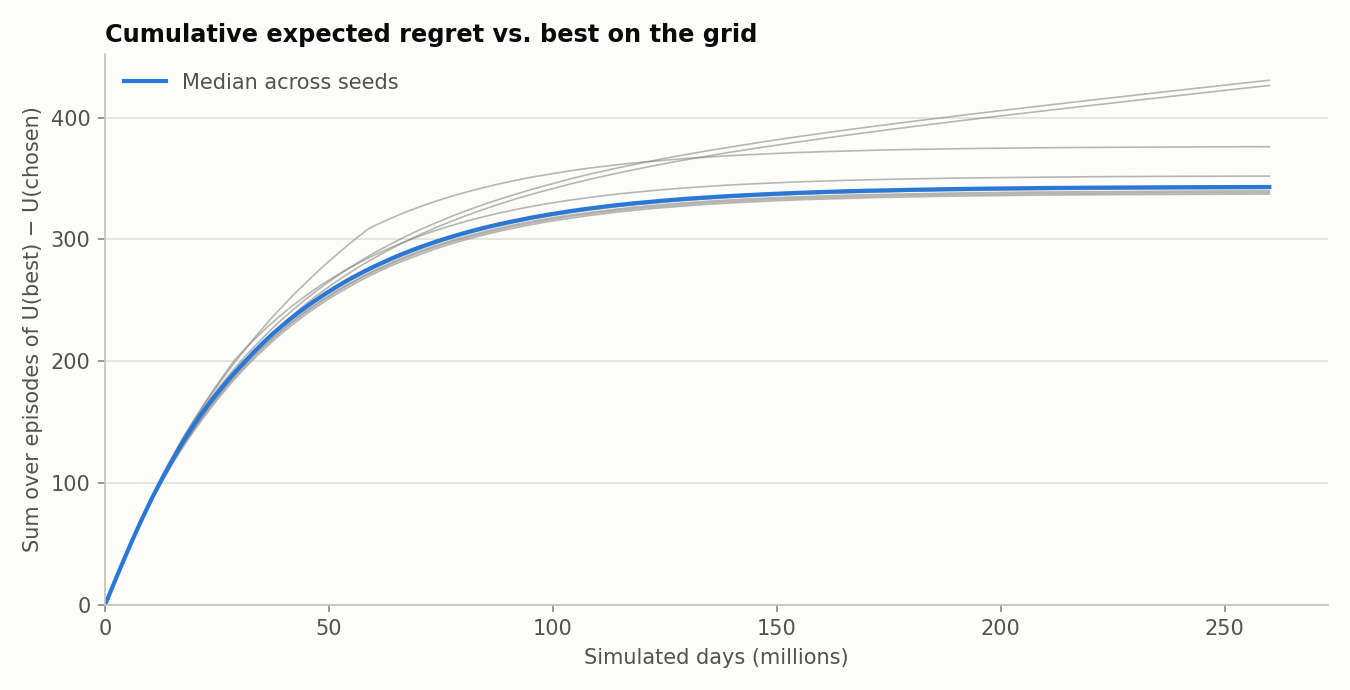 Cumulative expected regret vs. best on the grid
Median across seeds
Sum over episodes of U(best) − U(chosen)
400
300
200
100
0
0 50 100 150 200 250
Simulated days (millions)